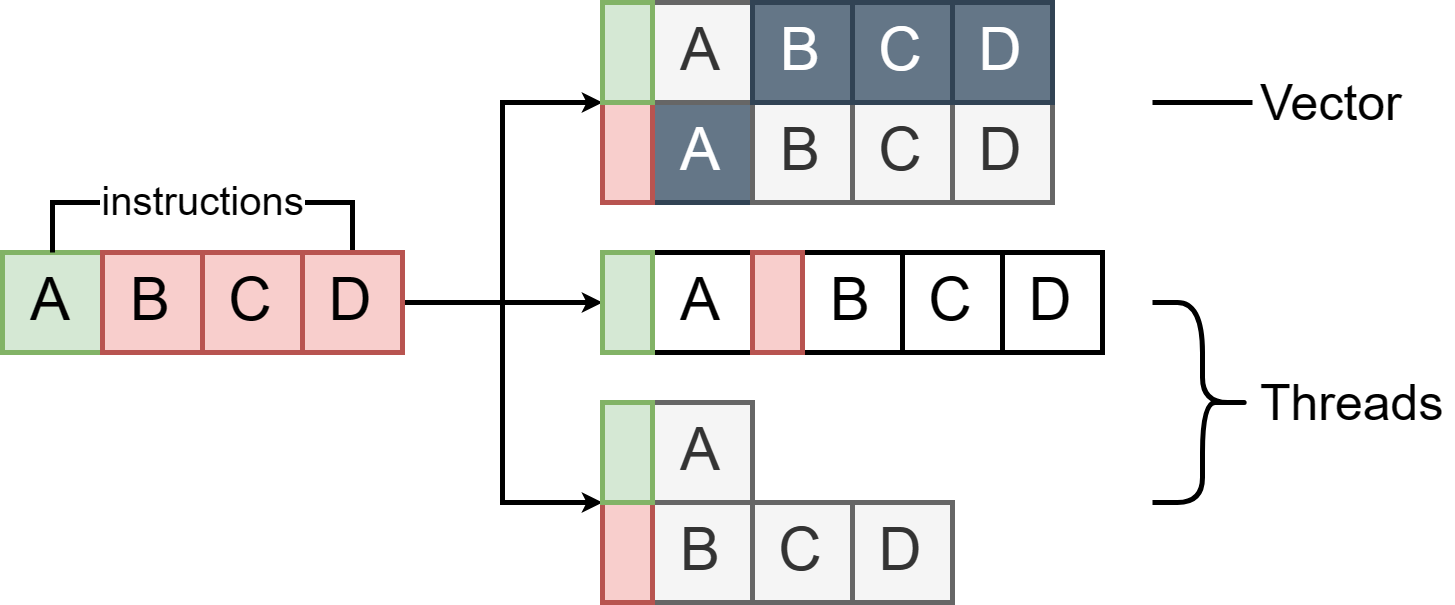 A B C D
Vector
A B C D
instructions
A B C D
A B C D
Threads
A
B C D